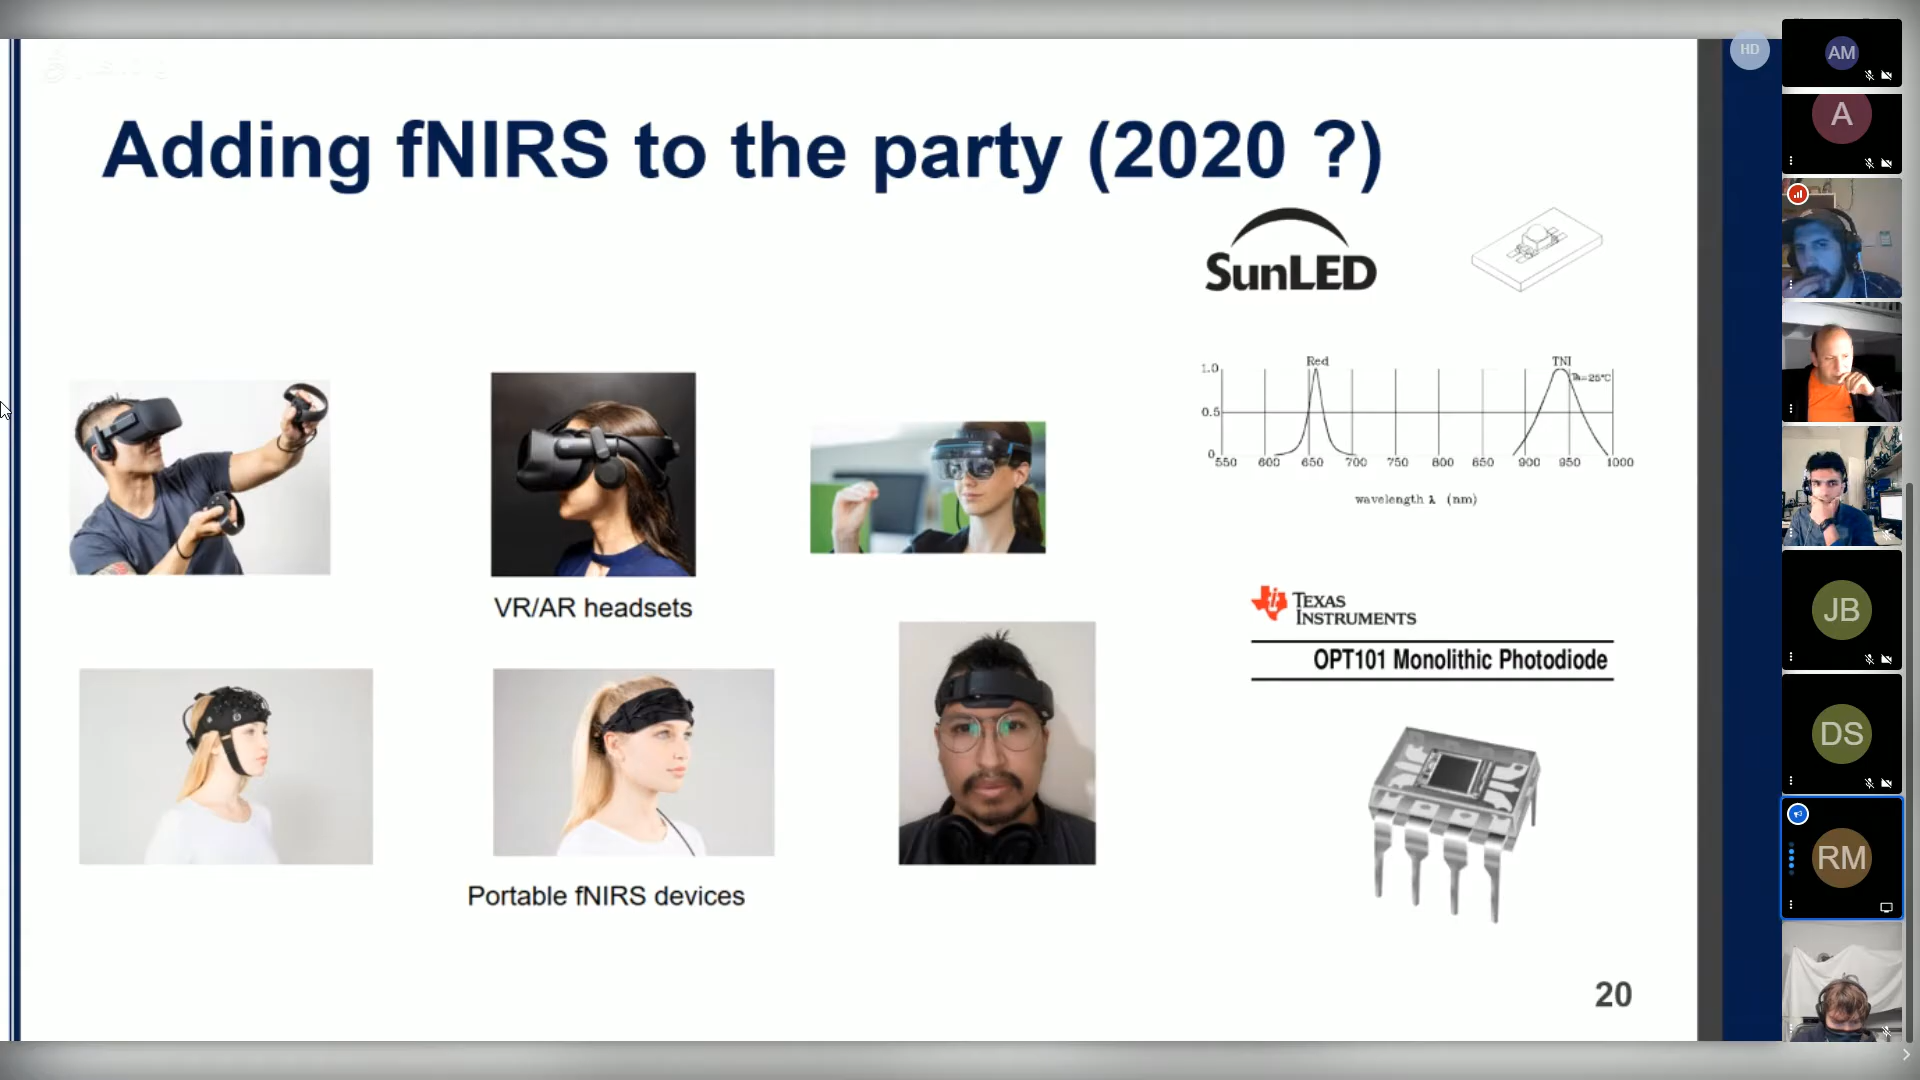 Adding fNIRS to the party (2020 ?)
SunLED
Red
TNI
Ta=25°C
1.0
0.5
0
550 600 650 700 750 800 850 900 950 1000
wavelength λ (nm)
VR/AR headsets
TEXAS
INSTRUMENTS
OPT101 Monolithic Photodiode
Portable fNIRS devices
20
HD
AM
A
JB
DS
RM